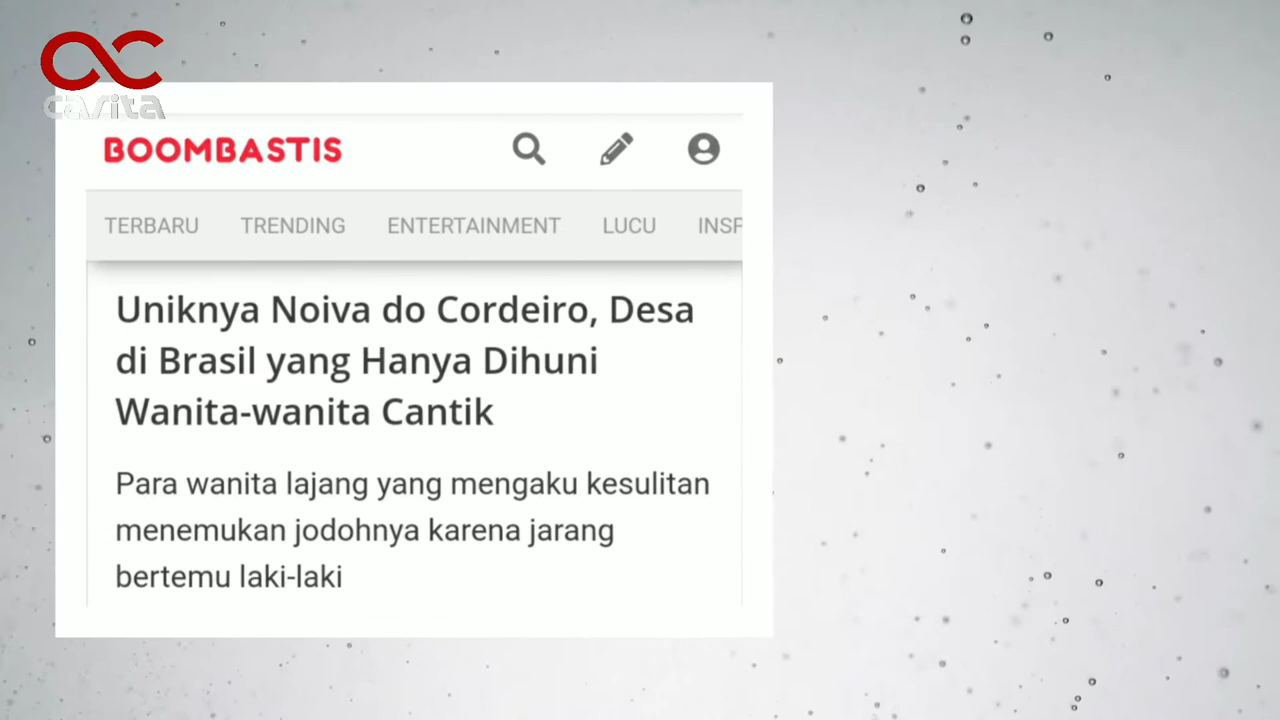 cavita
BOOMBASTIS
TERBARU TRENDING ENTERTAINMENT LUCU INSP
Uniknya Noiva do Cordeiro, Desa
di Brasil yang Hanya Dihuni
Wanita-wanita Cantik
Para wanita lajang yang mengaku kesulitan
menemukan jodohnya karena jarang
bertemu laki-laki